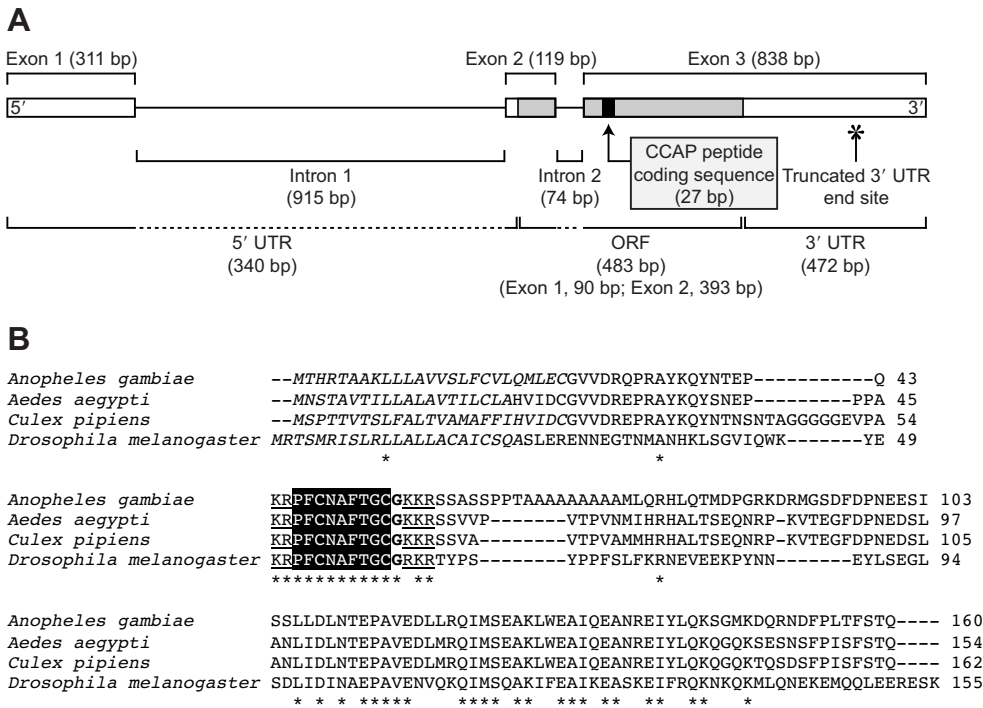 A
Exon 1 (311 bp) Exon 2 (119 bp) Exon 3 (838 bp)
5′ 3′
*
Intron 1
(915 bp)
Intron 2
(74 bp)
CCAP peptide
coding sequence
(27 bp)
Truncated 3′ UTR
end site
5′ UTR
(340 bp)
ORF
(483 bp)
(Exon 1, 90 bp; Exon 2, 393 bp)
3′ UTR
(472 bp)
B
Anopheles gambiae --MTHRTAAKLLLAVVSLFCVLQMLECGVVDRQPRAYKQYNTEP-----------Q 43
Aedes aegypti --MNSTAVTILLALAVTILCLAHVIDCGVVDREPRAYKQYSNEP---------PPA 45
Culex pipiens --MSPTTVTSLFALTVAMAFFIHVIDCGVVDREPRAYKQYNTNSNTAGGGGGEVPA 54
Drosophila melanogaster MRTSMRISLRLLALLACAICSQASLERENNEGTNMANHKLSGVIQWK-------YE 49
* *
Anopheles gambiae KRPFCNAFTGCGKKRSSASSPPTAAAAAAAAAMLQRHLQTMDPGRKDRMGSDFDPNEESI 103
Aedes aegypti KRPFCNAFTGCGKKRSSVVP-------VTPVNMIHRHALTSEQNRP-KVTEGFDPNEDSL 97
Culex pipiens KRPFCNAFTGCGKKRSSVA--------VTPVAMMHRHALTSEQNRP-KVTEGFDPNEDSL 105
Drosophila melanogaster KRPFCNAFTGCGRKRTYPS--------YPPFSLFKRNEVEEKPYNN-----EYLSEGL 94
************ ** *
Anopheles gambiae SSLLDLNTEPAVEDLLRQIMSEAKLWEAIQEANREIYLQKSGMKDQRNDFPLTFSTQ---- 160
Aedes aegypti ANLIDLNTEPAVEDLMRQIMSEAKLWEAIQEANREIYLQKQGQKSESNSFPISFSTQ---- 154
Culex pipiens ANLIDLNTEPAVEDLMRQIMSEAKLWEAIQEANREIYLQKQGQKTQSDSFPISFSTQ---- 162
Drosophila melanogaster SDLIDINAEPAVENVQKQIMSQAKIFEAIKEASKEIFRQKNKQKMLQNEKEMQQLEERESK 155
* * * ***** **** ** *** ** ** ** *